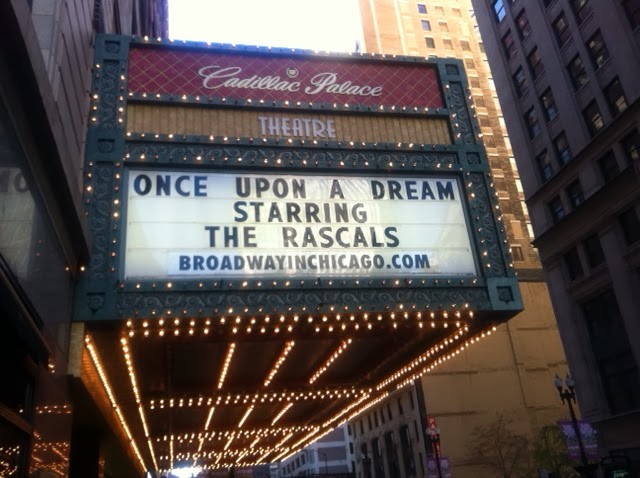 Cadillac Palace
THEATRE
ONCE UPON A DREAM
STARRING
THE RASCALS
BROADWAYINCHICAGO.COM